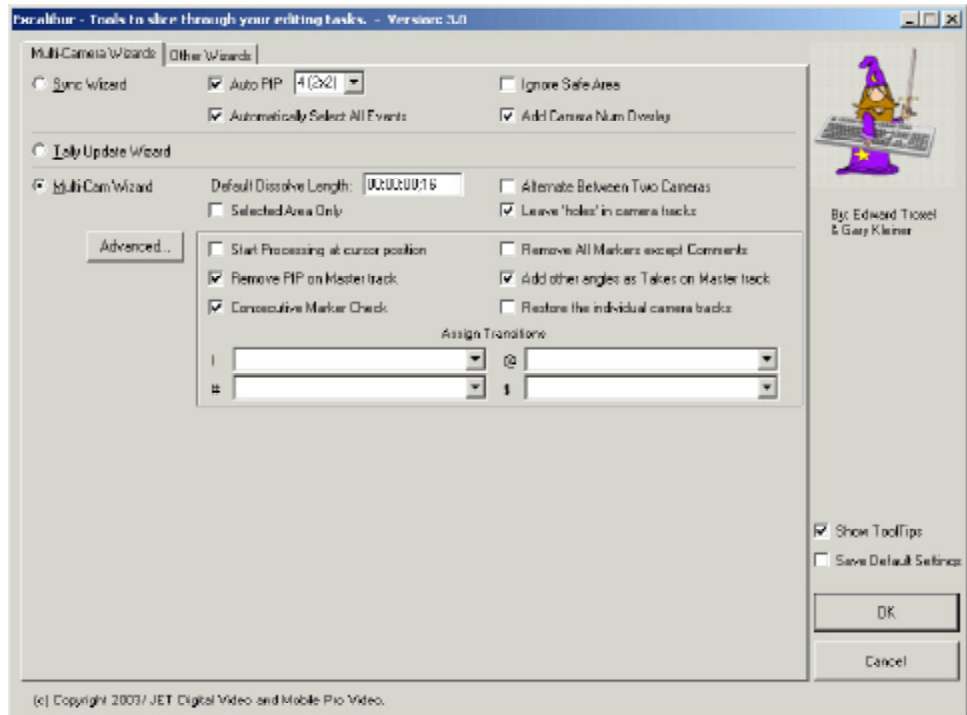 Excalibur - Tools to slice through your editing tasks. - Version: 3.0
Multi-Camera Wizards
Other Wizards
Sync Wizard
Auto PIP
4 (2x2)
Ignore Safe Area
Automatically Select All Events
Add Camera Num Overlay
Tally Update Wizard
Multi-Cam Wizard
Default Dissolve Length:
00:00:00;16
Alternate Between Two Cameras
Selected Area Only
Leave 'holes' in camera tracks
By: Edward Troxel
& Gary Kleiner
Advanced...
Start Processing at cursor position
Remove All Markers except Comments
Remove PIP on Master track
Add other angles as Takes on Master track
Consecutive Marker Check
Restore the individual camera tracks
Assign Transitions
!
@
#
$
Show ToolTips
Save Default Settings
OK
Cancel
(c) Copyright 2003/ JET Digital Video and Mobile Pro Video.